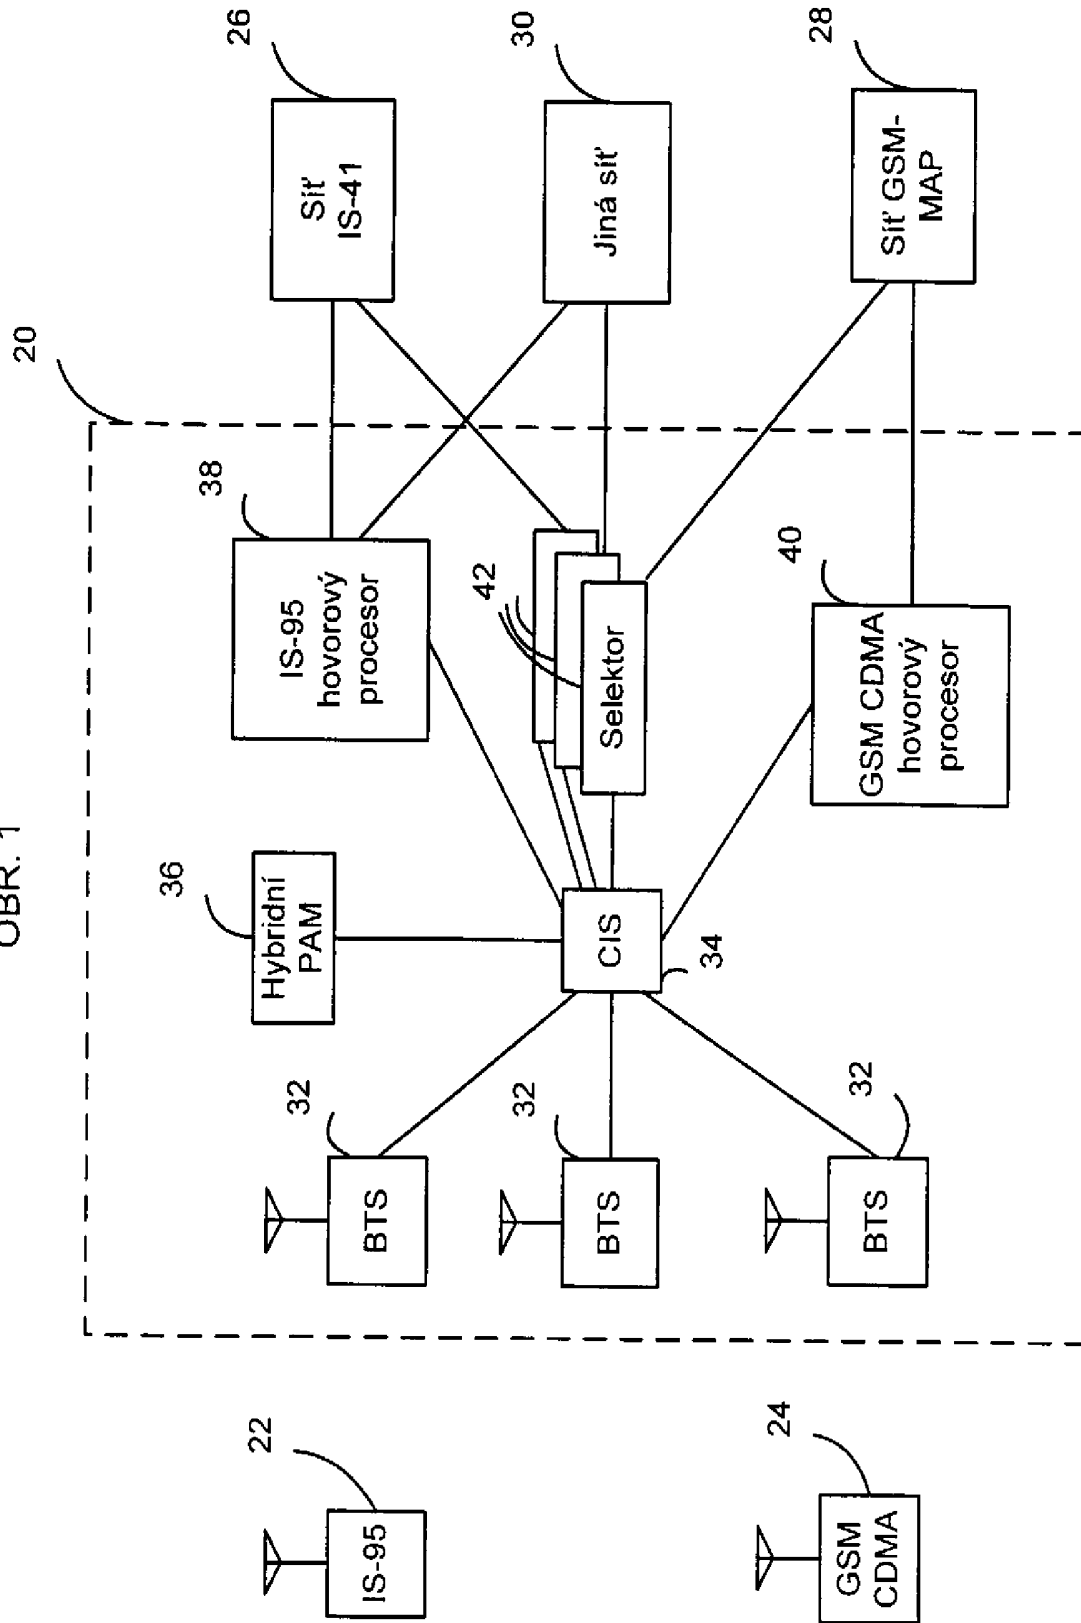 OBR. 1
20
22
IS-95
32
BTS
36
Hybridní
PAM
38
IS-95
hovorový
procesor
26
Síť
IS-41
32
BTS
CIS
34
42
Selektor
30
Jiná síť
24
GSM
CDMA
32
BTS
40
GSM CDMA
hovorový
procesor
28
Síť GSM-
MAP